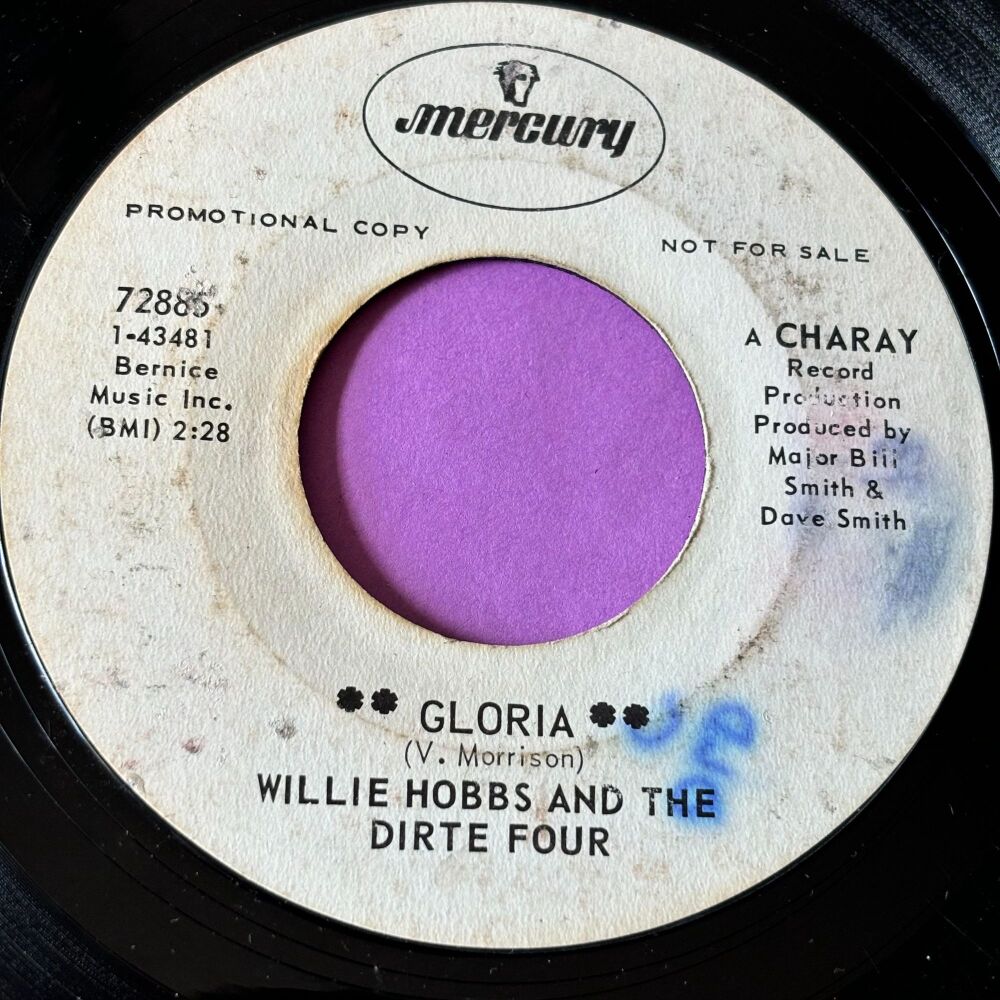 mercury
PROMOTIONAL COPY
NOT FOR SALE
72885
1-43481
Bernice
Music Inc.
(BMI) 2:28
A CHARAY
Record
Production
Produced by
Major Bill
Smith &
Dave Smith
** GLORIA **
(V. Morrison)
WILLIE HOBBS AND THE
DIRTE FOUR